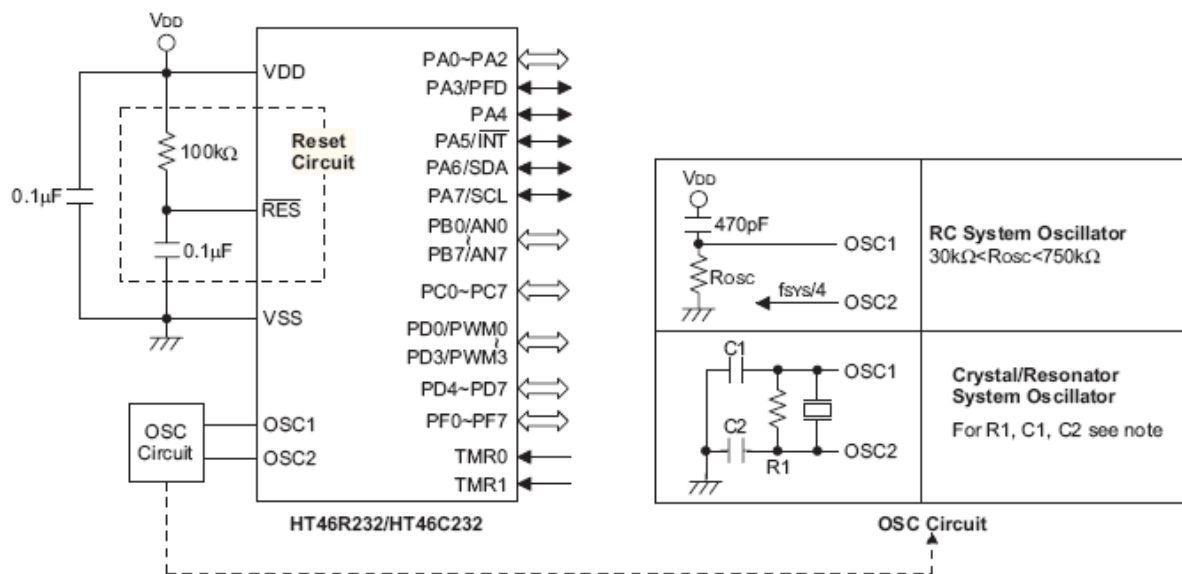 VDD
VDD
100kΩ
Reset
Circuit
0.1μF
RES
0.1μF
VSS
OSC
Circuit
OSC1
OSC2
PA0~PA2
PA3/PFD
PA4
PA5/INT
PA6/SDA
PA7/SCL
PB0/AN0
~
PB7/AN7
PC0~PC7
PD0/PWM0
~
PD3/PWM3
PD4~PD7
PF0~PF7
TMR0
TMR1
HT46R232/HT46C232
VDD
470pF
OSC1
ROSC
fSYS/4
OSC2
RC System Oscillator
30kΩ<Rosc<750kΩ
C1
OSC1
C2
R1
OSC2
Crystal/Resonator
System Oscillator
For R1, C1, C2 see note
OSC Circuit